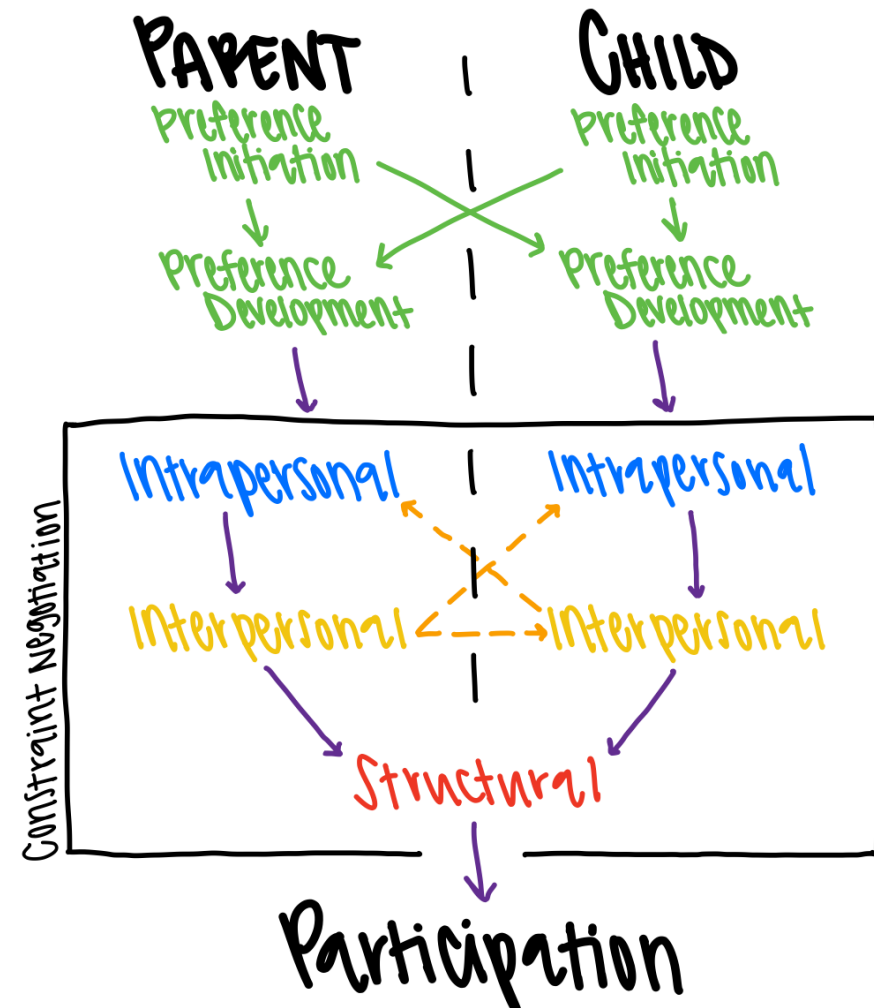 PARENT
CHILD
Preference
Initiation
Preference
Initiation
Preference
Development
Preference
Development
Constraint Negotiation
Intrapersonal
Intrapersonal
Interpersonal
Interpersonal
Structural
Participation